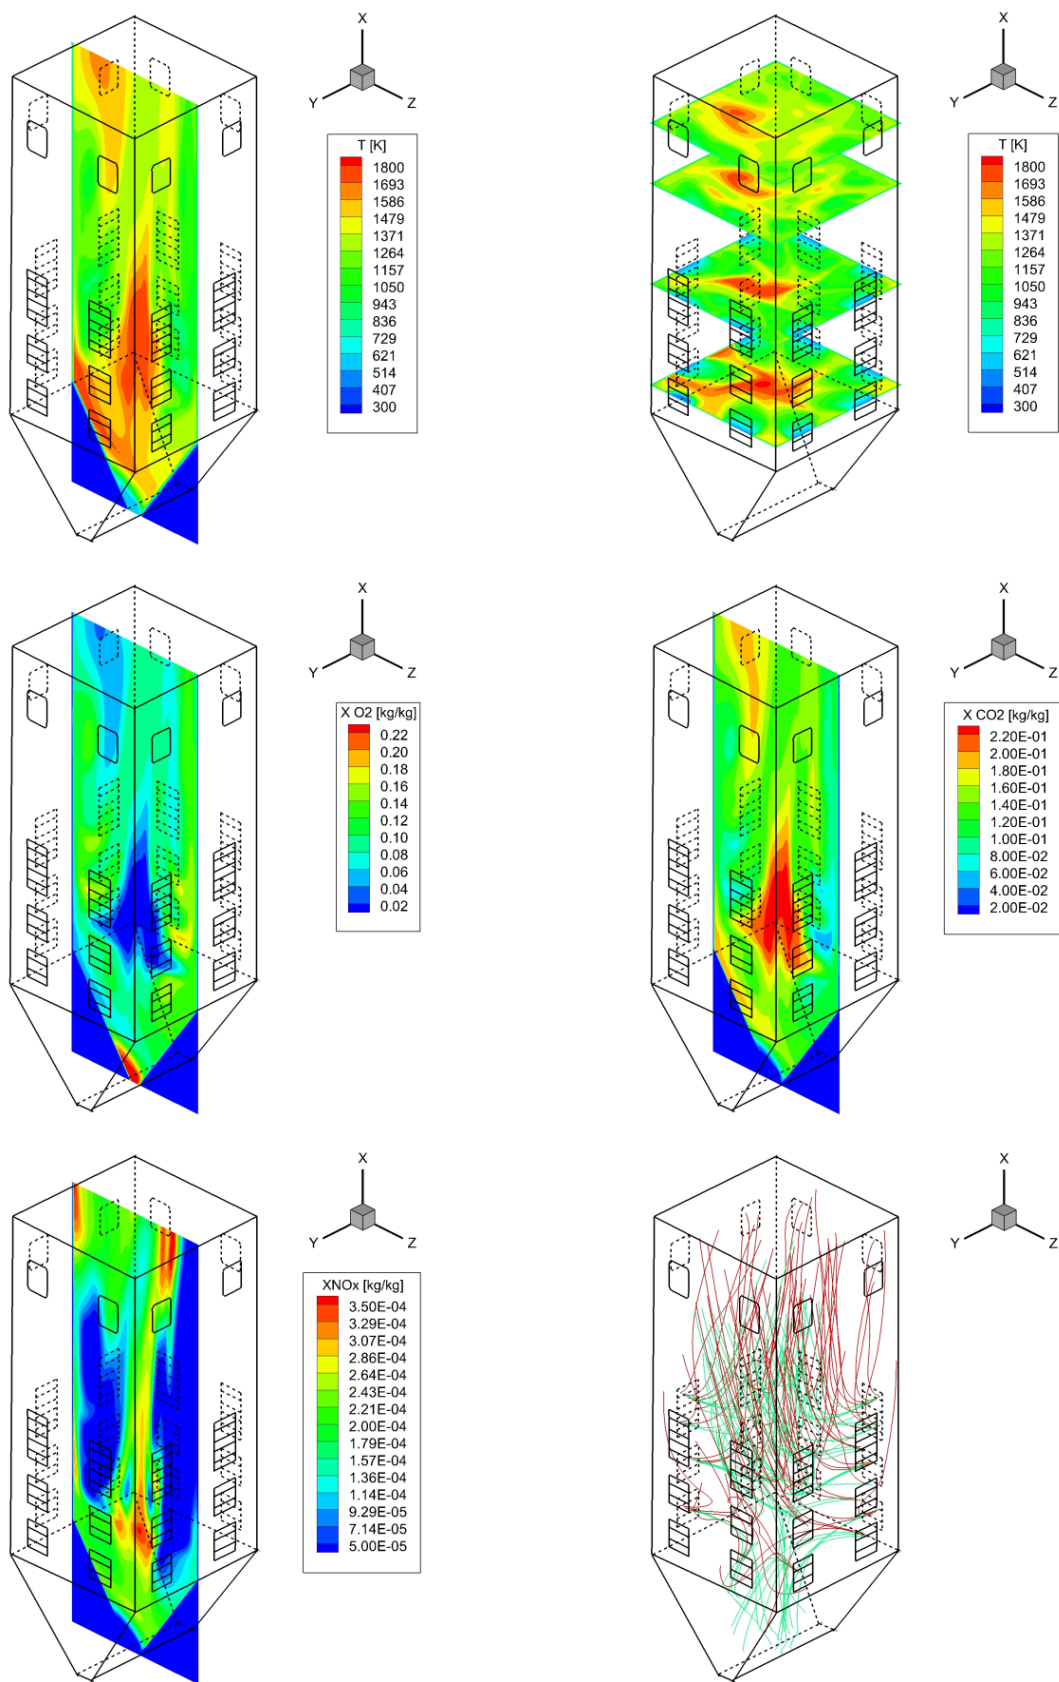 X
Y
Z
T [K]
1800
1693
1586
1479
1371
1264
1157
1050
943
836
729
621
514
407
300
X
Y
Z
T [K]
1800
1693
1586
1479
1371
1264
1157
1050
943
836
729
621
514
407
300
X
Y
Z
X O2 [kg/kg]
0.22
0.20
0.18
0.16
0.14
0.12
0.10
0.08
0.06
0.04
0.02
X
Y
Z
X CO2 [kg/kg]
2.20E-01
2.00E-01
1.80E-01
1.60E-01
1.40E-01
1.20E-01
1.00E-01
8.00E-02
6.00E-02
4.00E-02
2.00E-02
X
Y
Z
XNOx [kg/kg]
3.50E-04
3.29E-04
3.07E-04
2.86E-04
2.64E-04
2.43E-04
2.21E-04
2.00E-04
1.79E-04
1.57E-04
1.36E-04
1.14E-04
9.29E-05
7.14E-05
5.00E-05
X
Y
Z